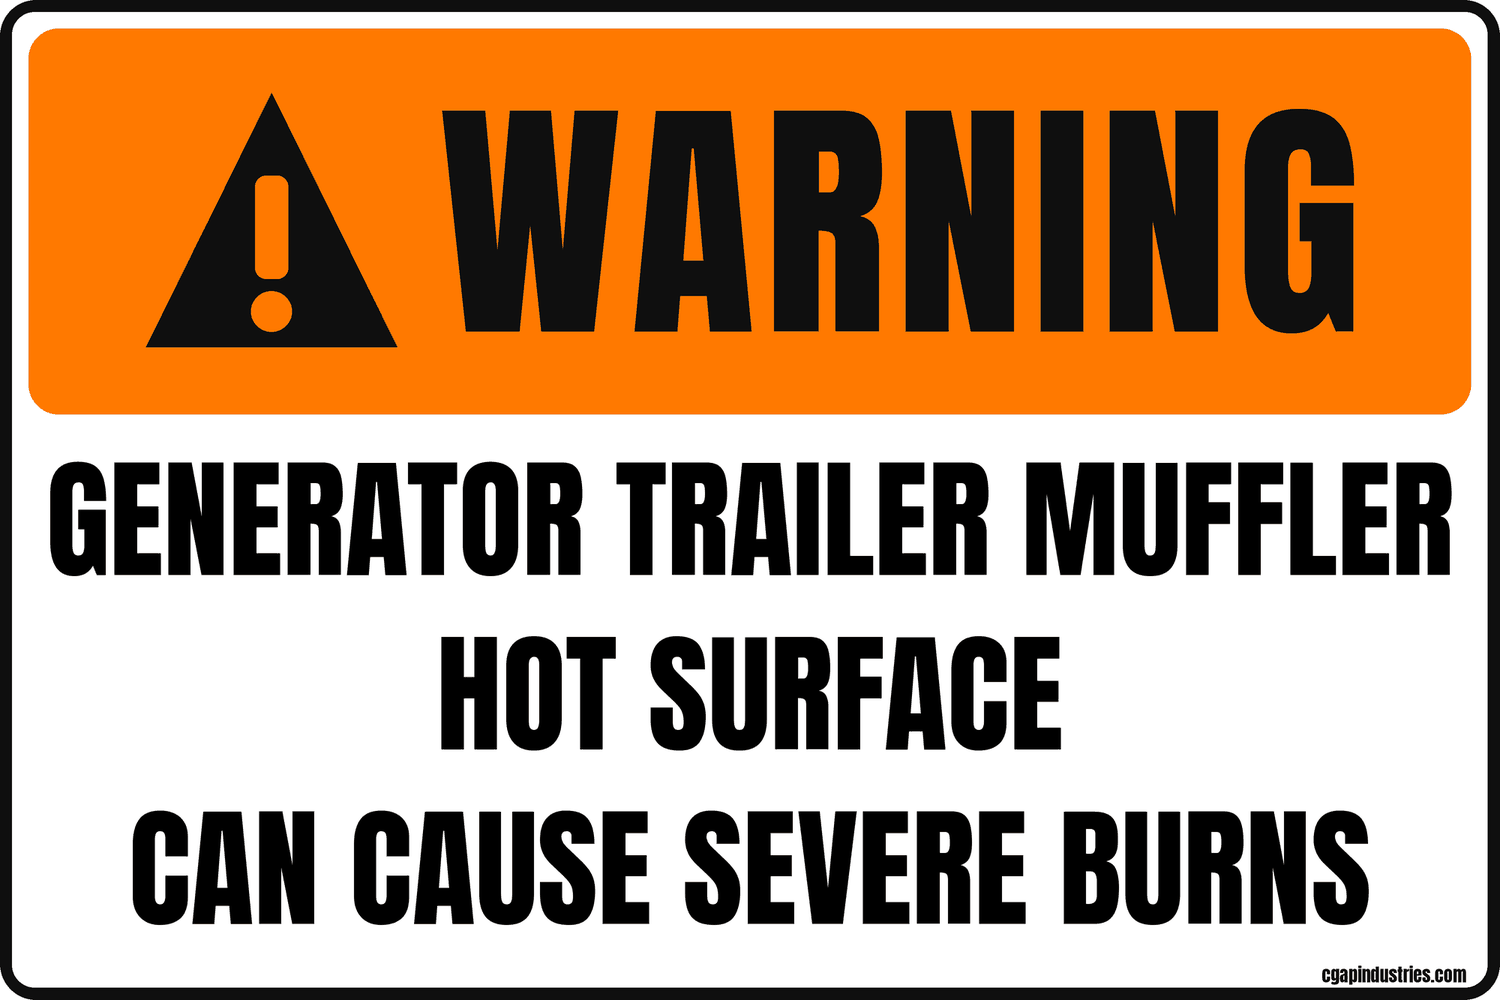 WARNING
GENERATOR TRAILER MUFFLER
HOT SURFACE
CAN CAUSE SEVERE BURNS
cgapindustries.com